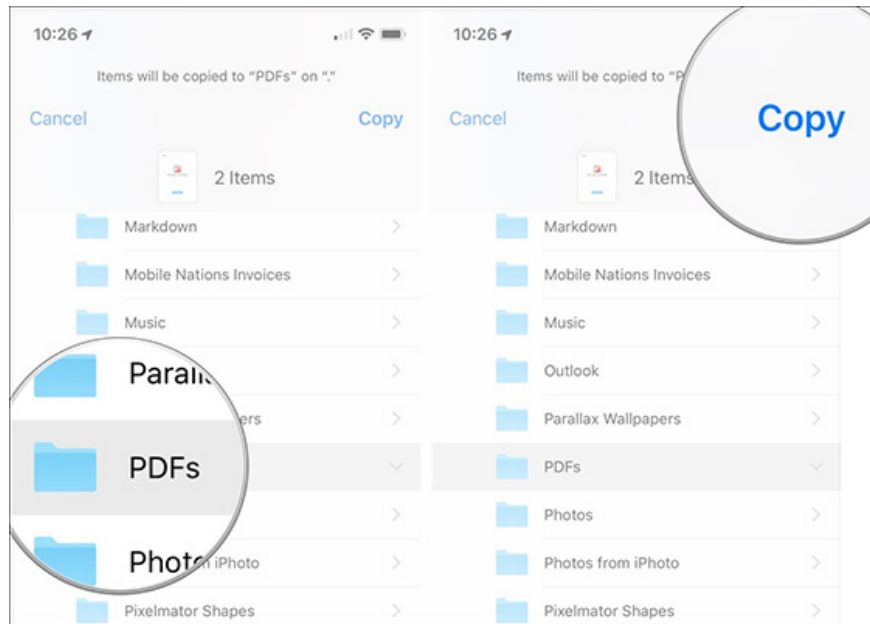 10:26
Items will be copied to "PDFs" on "."
Cancel
Copy
2 Items
Markdown
Mobile Nations Invoices
Music
Paral
ers
PDFs
Phot
iPhoto
Pixelmator Shapes
10:26
Items will be copied to "P
Cancel
Copy
2 Items
Markdown
Mobile Nations Invoices
Music
Outlook
Parallax Wallpapers
PDFs
Photos
Photos from iPhoto
Pixelmator Shapes